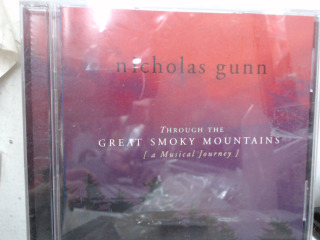 nicholas gunn
THROUGH THE
GREAT SMOKY MOUNTAINS
[ a Musical Journey ]